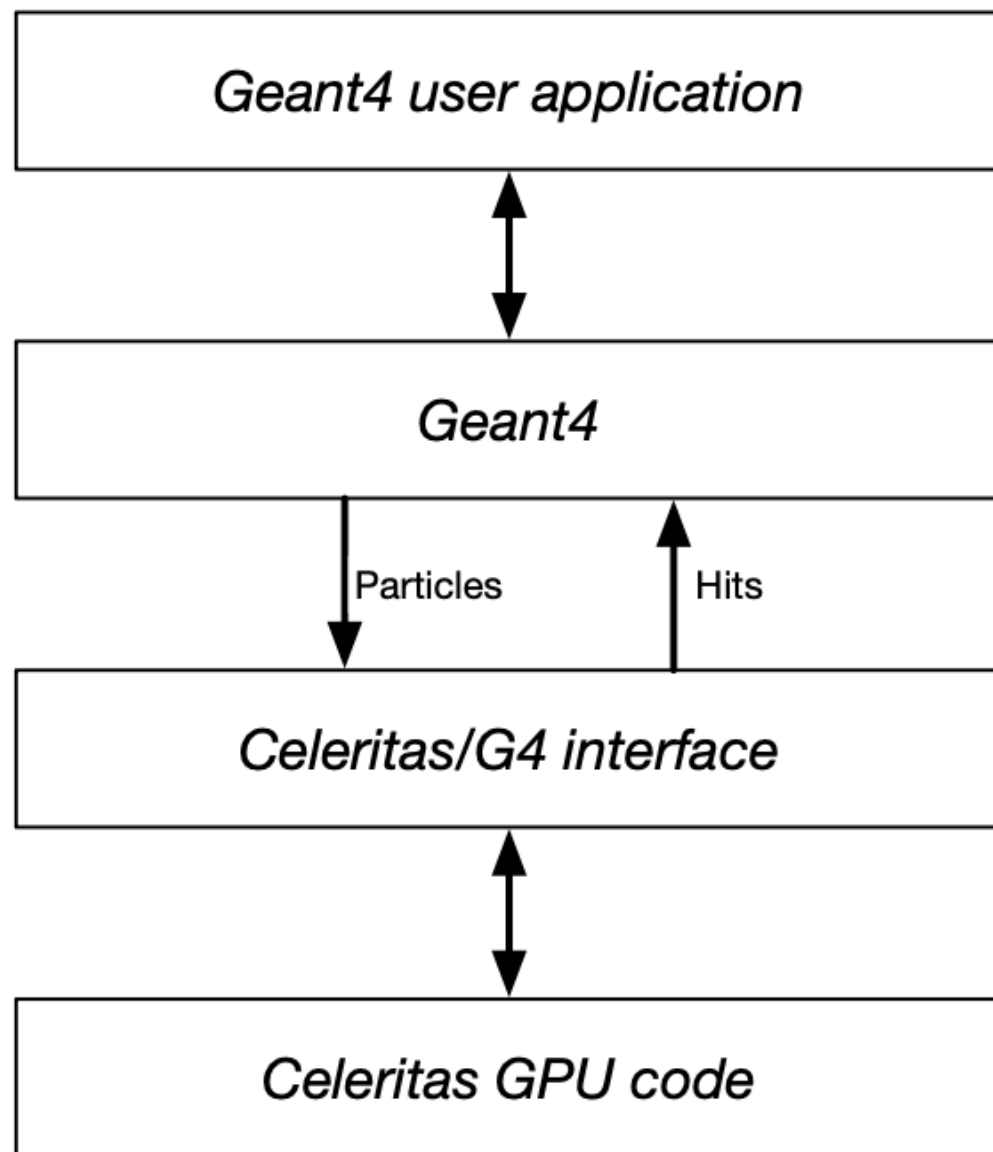 Geant4 user application
Geant4
Particles
Hits
Celeritas/G4 interface
Celeritas GPU code